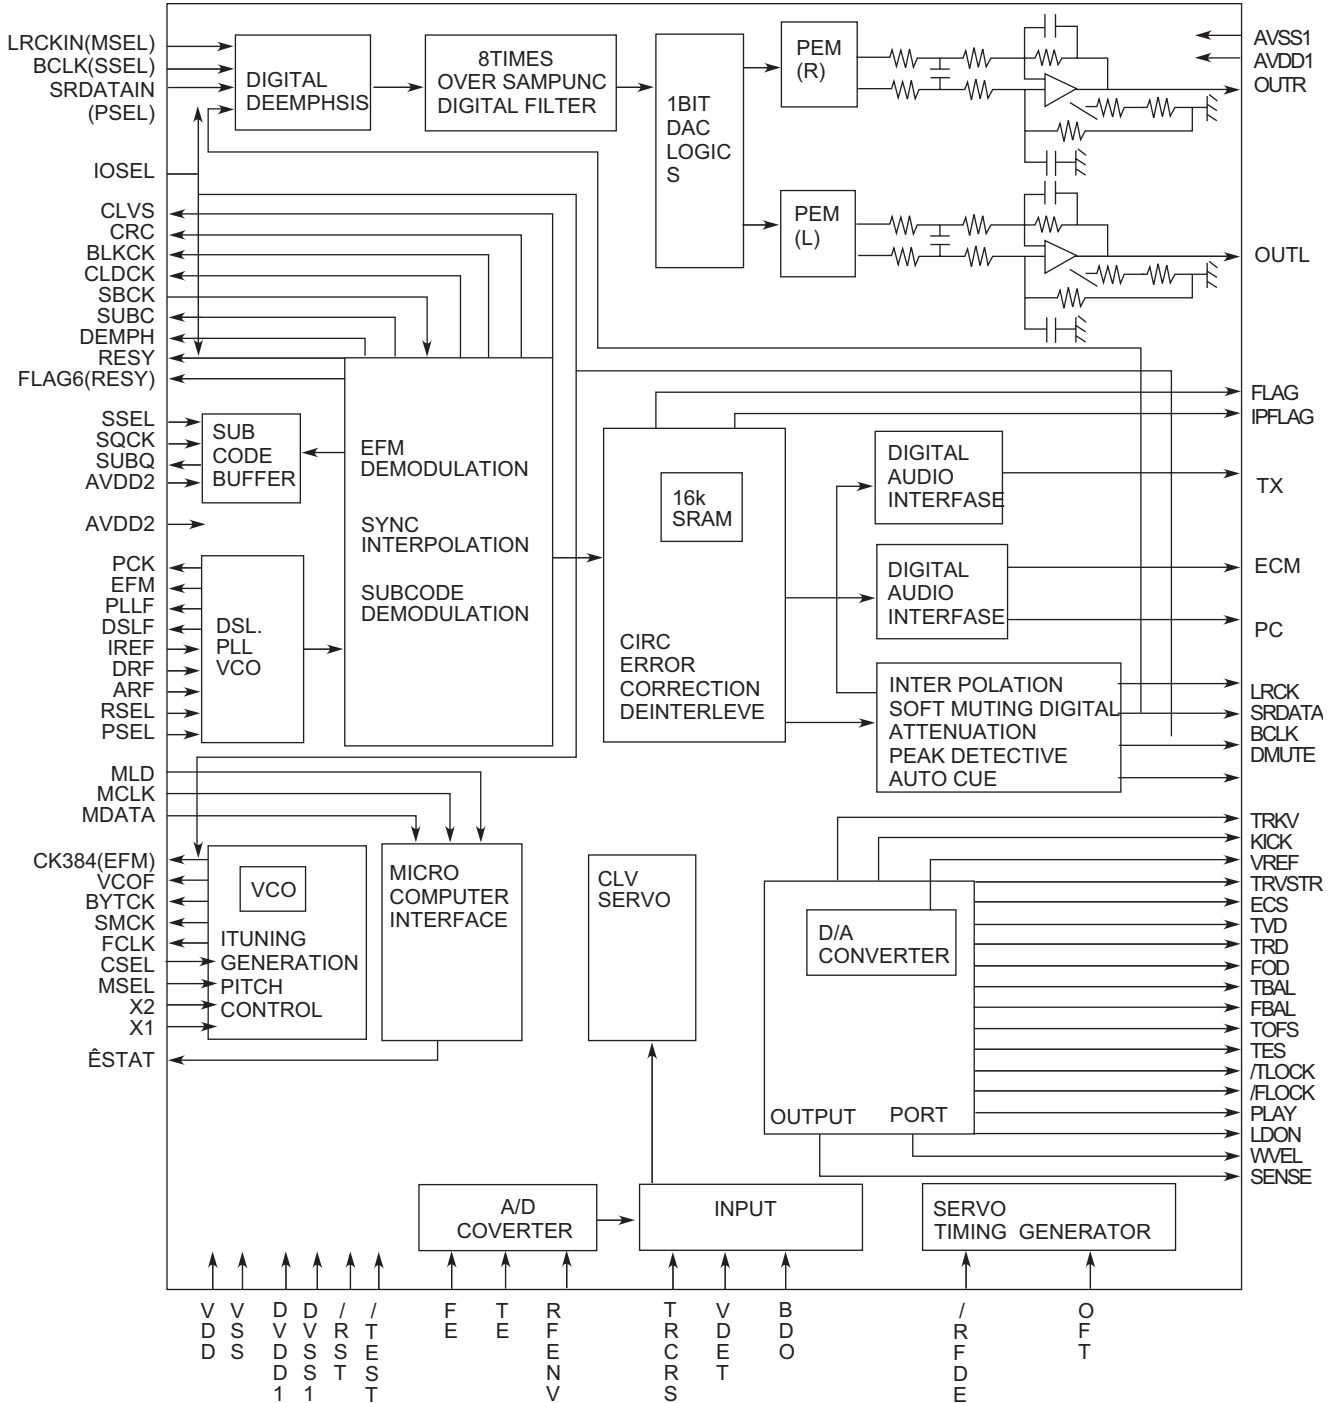 LRCKIN(MSEL)
BCLK(SSEL)
SRDATAIN
(PSEL)
IOSEL
CLVS
CRC
BLKCK
CLDCK
SBCK
SUBC
DEMPH
RESY
FLAG6(RESY)
SSEL
SQCK
SUBQ
AVDD2
AVDD2
PCK
EFM
PLLF
DSLF
IREF
DRF
ARF
RSEL
PSEL
MLD
MCLK
MDATA
CK384(EFM)
VCOF
BYTCK
SMCK
FCLK
CSEL
MSEL
X2
X1
ÊSTAT
DIGITAL
DEEMPHSIS
8TIMES
OVER SAMPUNC
DIGITAL FILTER
1BIT
DAC
LOGIC
S
PEM
(R)
PEM
(L)
SUB
CODE
BUFFER
EFM
DEMODULATION
SYNC
INTERPOLATION
SUBCODE
DEMODULATION
DSL.
PLL
VCO
16k
SRAM
CIRC
ERROR
CORRECTION
DEINTERLEVE
DIGITAL
AUDIO
INTERFASE
DIGITAL
AUDIO
INTERFASE
INTER POLATION
SOFT MUTING DIGITAL
ATTENUATION
PEAK DETECTIVE
AUTO CUE
VCO
ITUNING
GENERATION
PITCH
CONTROL
MICRO
COMPUTER
INTERFACE
CLV
SERVO
D/A
CONVERTER
OUTPUT PORT
A/D
COVERTER
INPUT
SERVO
TIMING GENERATOR
AVSS1
AVDD1
OUTR
OUTL
FLAG
IPFLAG
TX
ECM
PC
LRCK
SRDATA
BCLK
DMUTE
TRKV
KICK
VREF
TRVSTR
ECS
TVD
TRD
FOD
TBAL
FBAL
TOFS
TES
/TLOCK
/FLOCK
PLAY
LDON
WVEL
SENSE
VDD
VSS
DVDD1
DVSS1
/RST
/TEST
FE
TE
RFENV
TRCRS
VDET
BDO
/RFDE
OFT